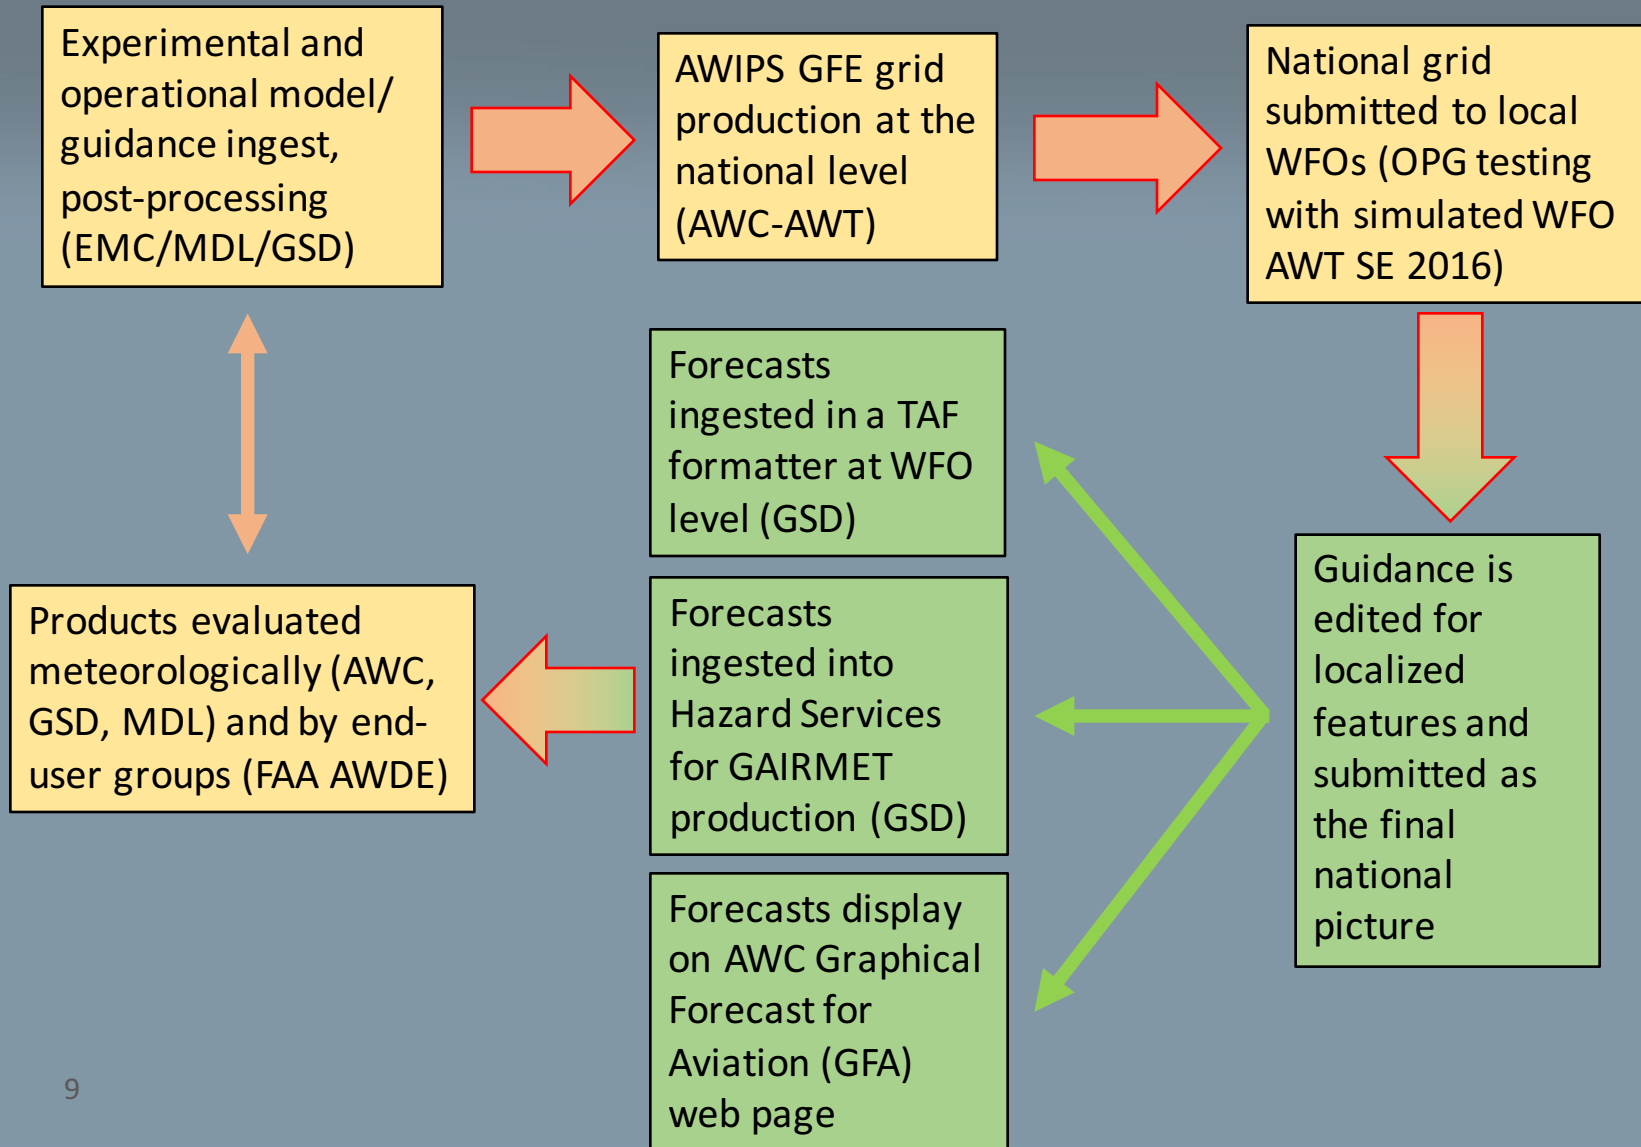 Experimental and
operational model/
guidance ingest,
post-processing
(EMC/MDL/GSD)
AWIPS GFE grid
production at the
national level
(AWC-AWT)
National grid
submitted to local
WFOs (OPG testing
with simulated WFO
AWT SE 2016)
Guidance is
edited for
localized
features and
submitted as
the final
national
picture
Forecasts
ingested in a TAF
formatter at WFO
level (GSD)
Forecasts
ingested into
Hazard Services
for GAIRMET
production (GSD)
Forecasts display
on AWC Graphical
Forecast for
Aviation (GFA)
web page
Products evaluated
meteorologically (AWC,
GSD, MDL) and by end-
user groups (FAA AWDE)
9